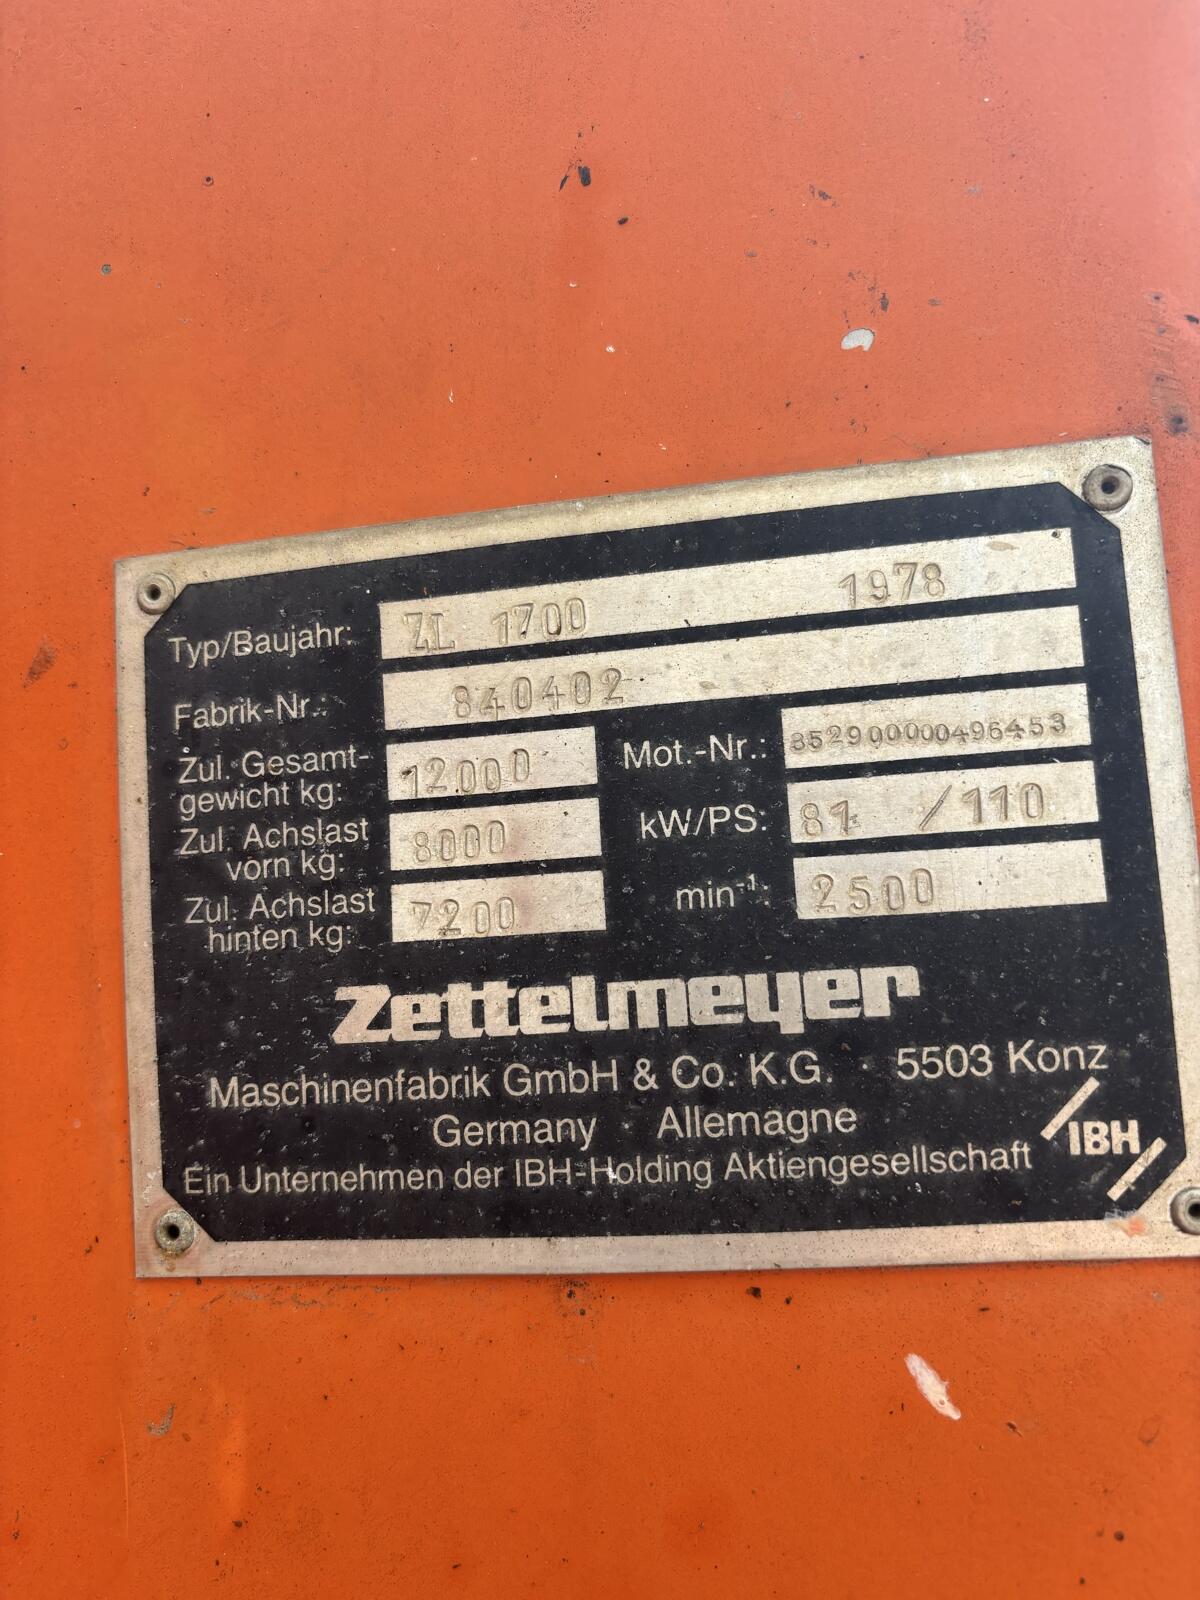 Typ/Baujahr: ZL 1700 1978
Fabrik-Nr.: 840402
Zul. Gesamt-
gewicht kg: 12000
Mot.-Nr.: 85290000496453
Zul. Achslast
vorn kg: 8000
kW/PS: 81 / 110
Zul. Achslast
hinten kg: 7200
min⁻¹: 2500
Zettelmeyer
Maschinenfabrik GmbH & Co. K.G. · 5503 Konz
Germany · Allemagne
IBH
Ein Unternehmen der IBH-Holding Aktiengesellschaft